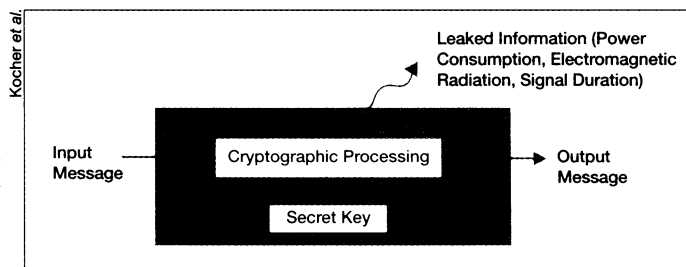 Kocher et al.
Leaked Information (Power
Consumption, Electromagnetic
Radiation, Signal Duration)
Input
Message
Cryptographic Processing
Secret Key
Output
Message